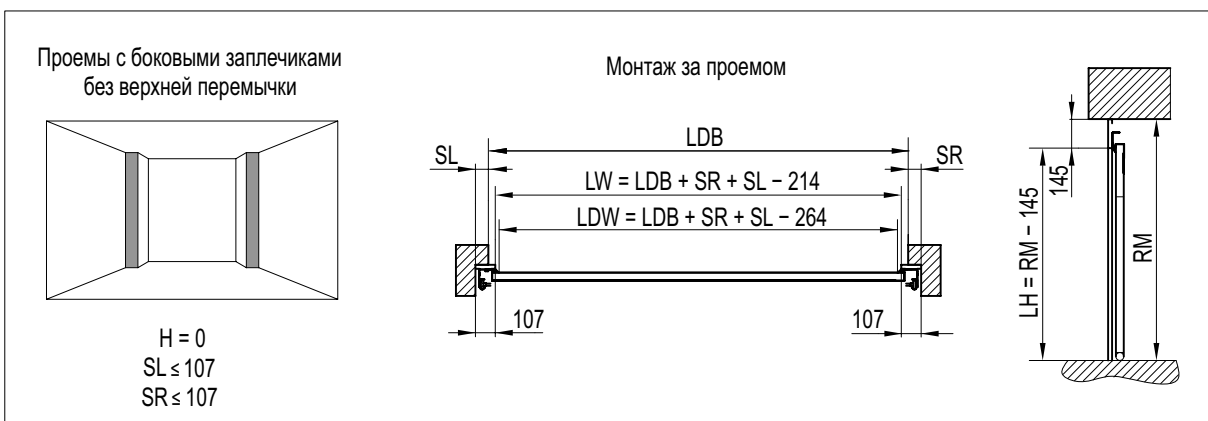 Проемы с боковыми заплечиками
без верхней перемычки
H = 0
SL ≤ 107
SR ≤ 107
Монтаж за проемом
LDB
SL
SR
LW = LDB + SR + SL − 214
LDW = LDB + SR + SL − 264
107
107
145
LH = RM − 145
RM